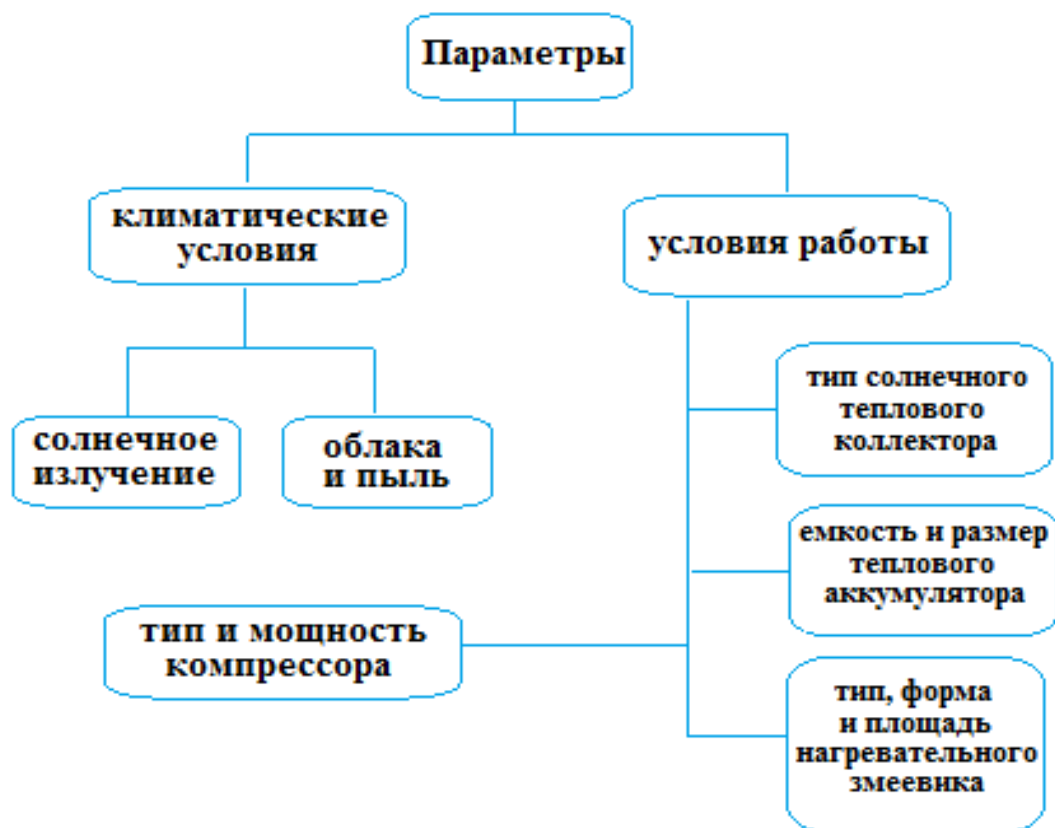 Параметры
климатические
условия
условия работы
солнечное
излучение
облака
и пыль
тип солнечного
теплового
коллектора
емкость и размер
теплового
аккумулятора
тип и мощность
компрессора
тип, форма
и площадь
нагревательного
змеевика